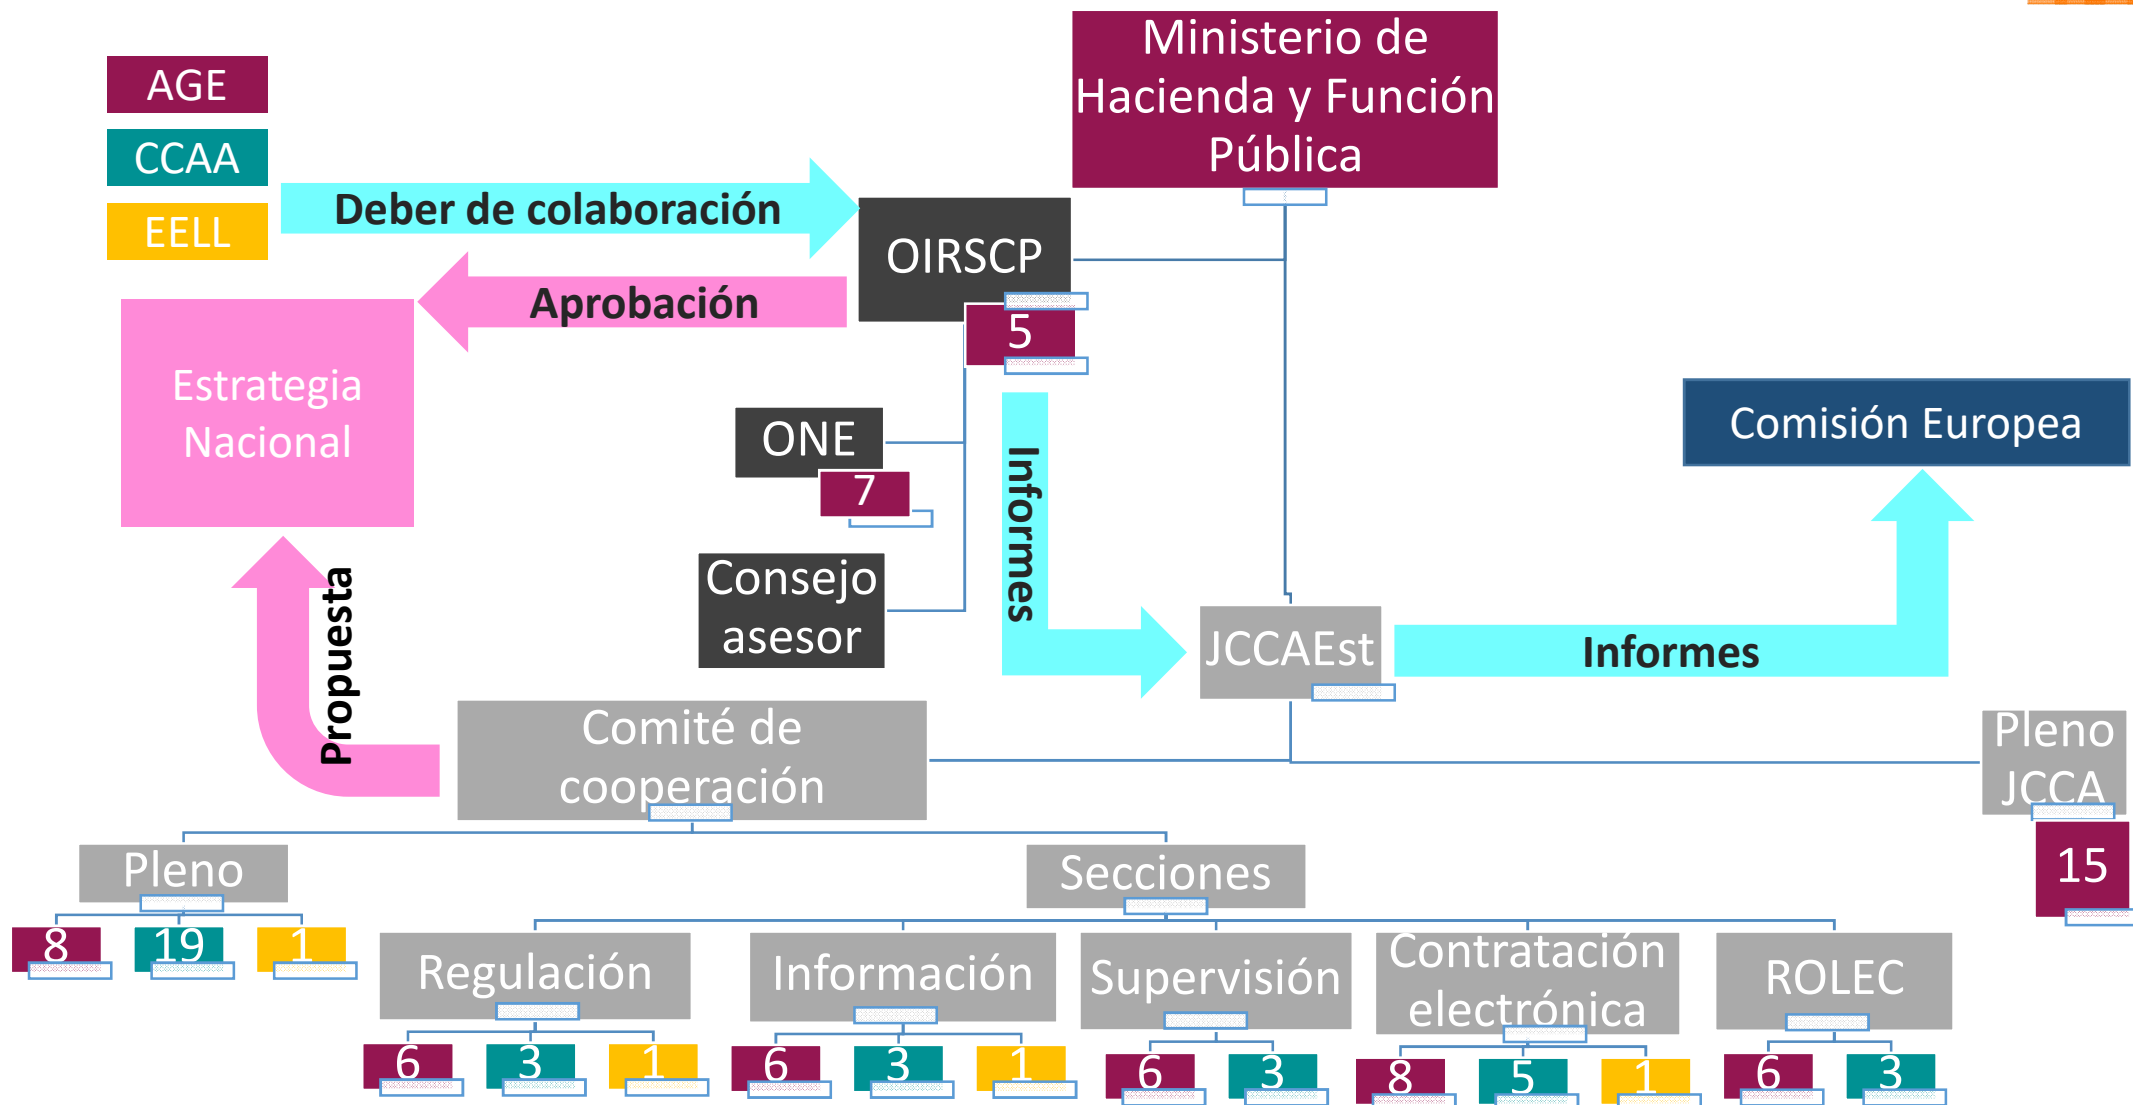 AGE
CCAA
EELL
Ministerio de
Hacienda y Función
Pública
Deber de colaboración
OIRSCP
5
Aprobación
Estrategia
Nacional
ONE
7
Consejo
asesor
Informes
Comisión Europea
JCCAEst
Informes
Propuesta
Comité de
cooperación
Pleno
JCCA
15
Pleno
8
19
1
Secciones
Regulación
6
3
1
Información
6
3
1
Supervisión
6
3
Contratación
electrónica
8
5
1
ROLEC
6
3